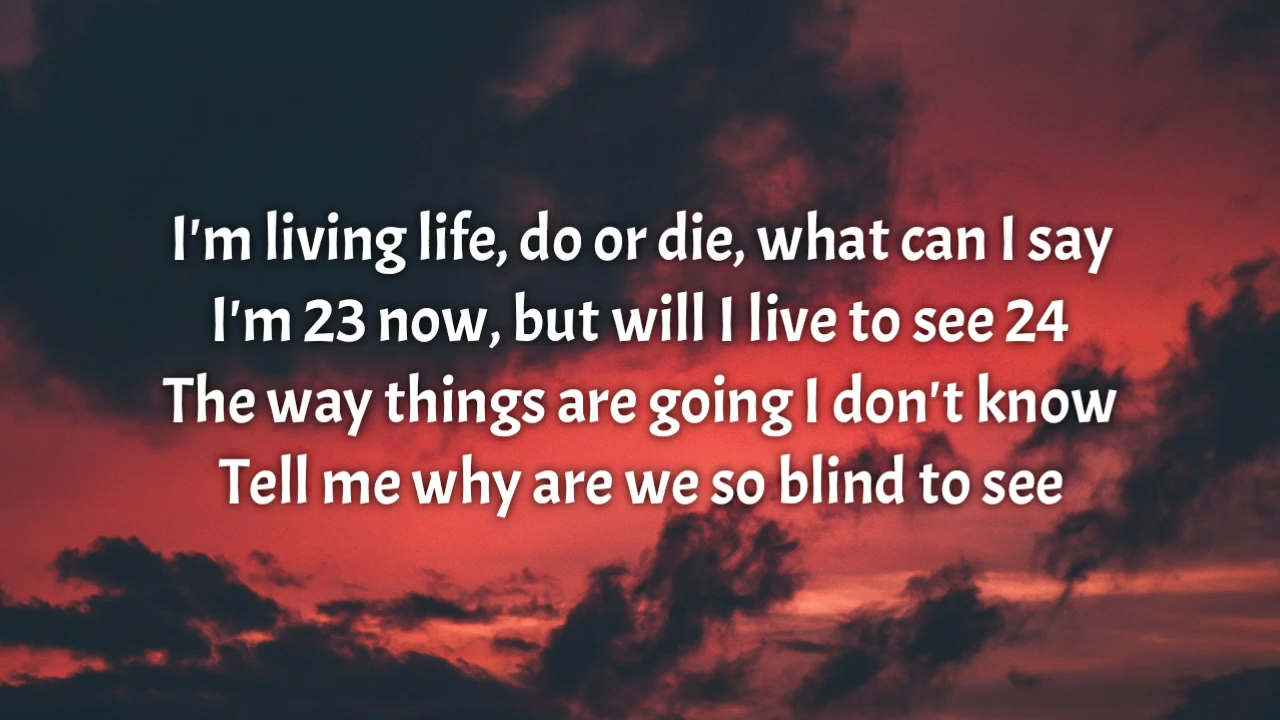 I'm living life, do or die, what can I say
I'm 23 now, but will I live to see 24
The way things are going I don't know
Tell me why are we so blind to see